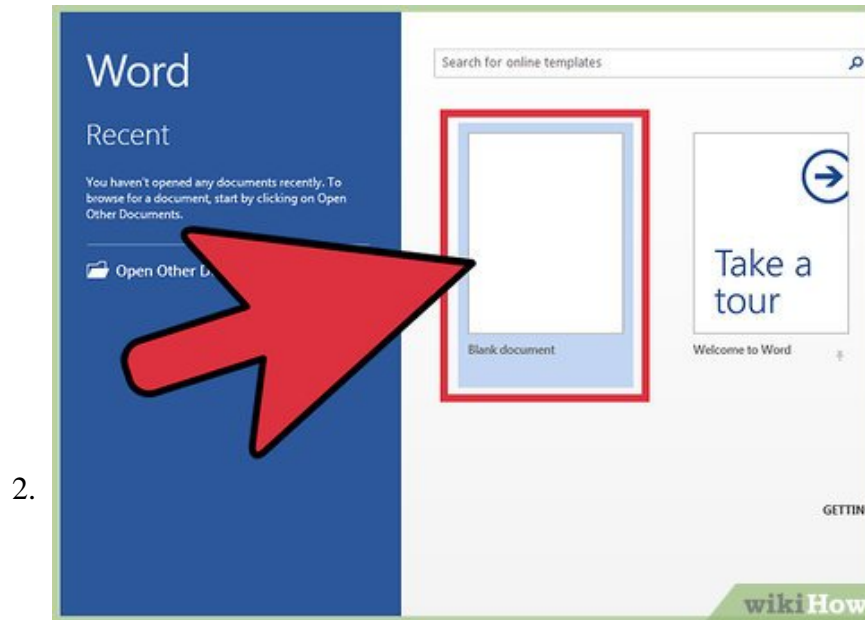 Word
Search for online templates
Recent
You haven't opened any documents recently. To
browse for a document, start by clicking on Open
Other Documents.
Open Other D
Take a
tour
Blank document
Welcome to Word
2.
GETTIN
wikiHow